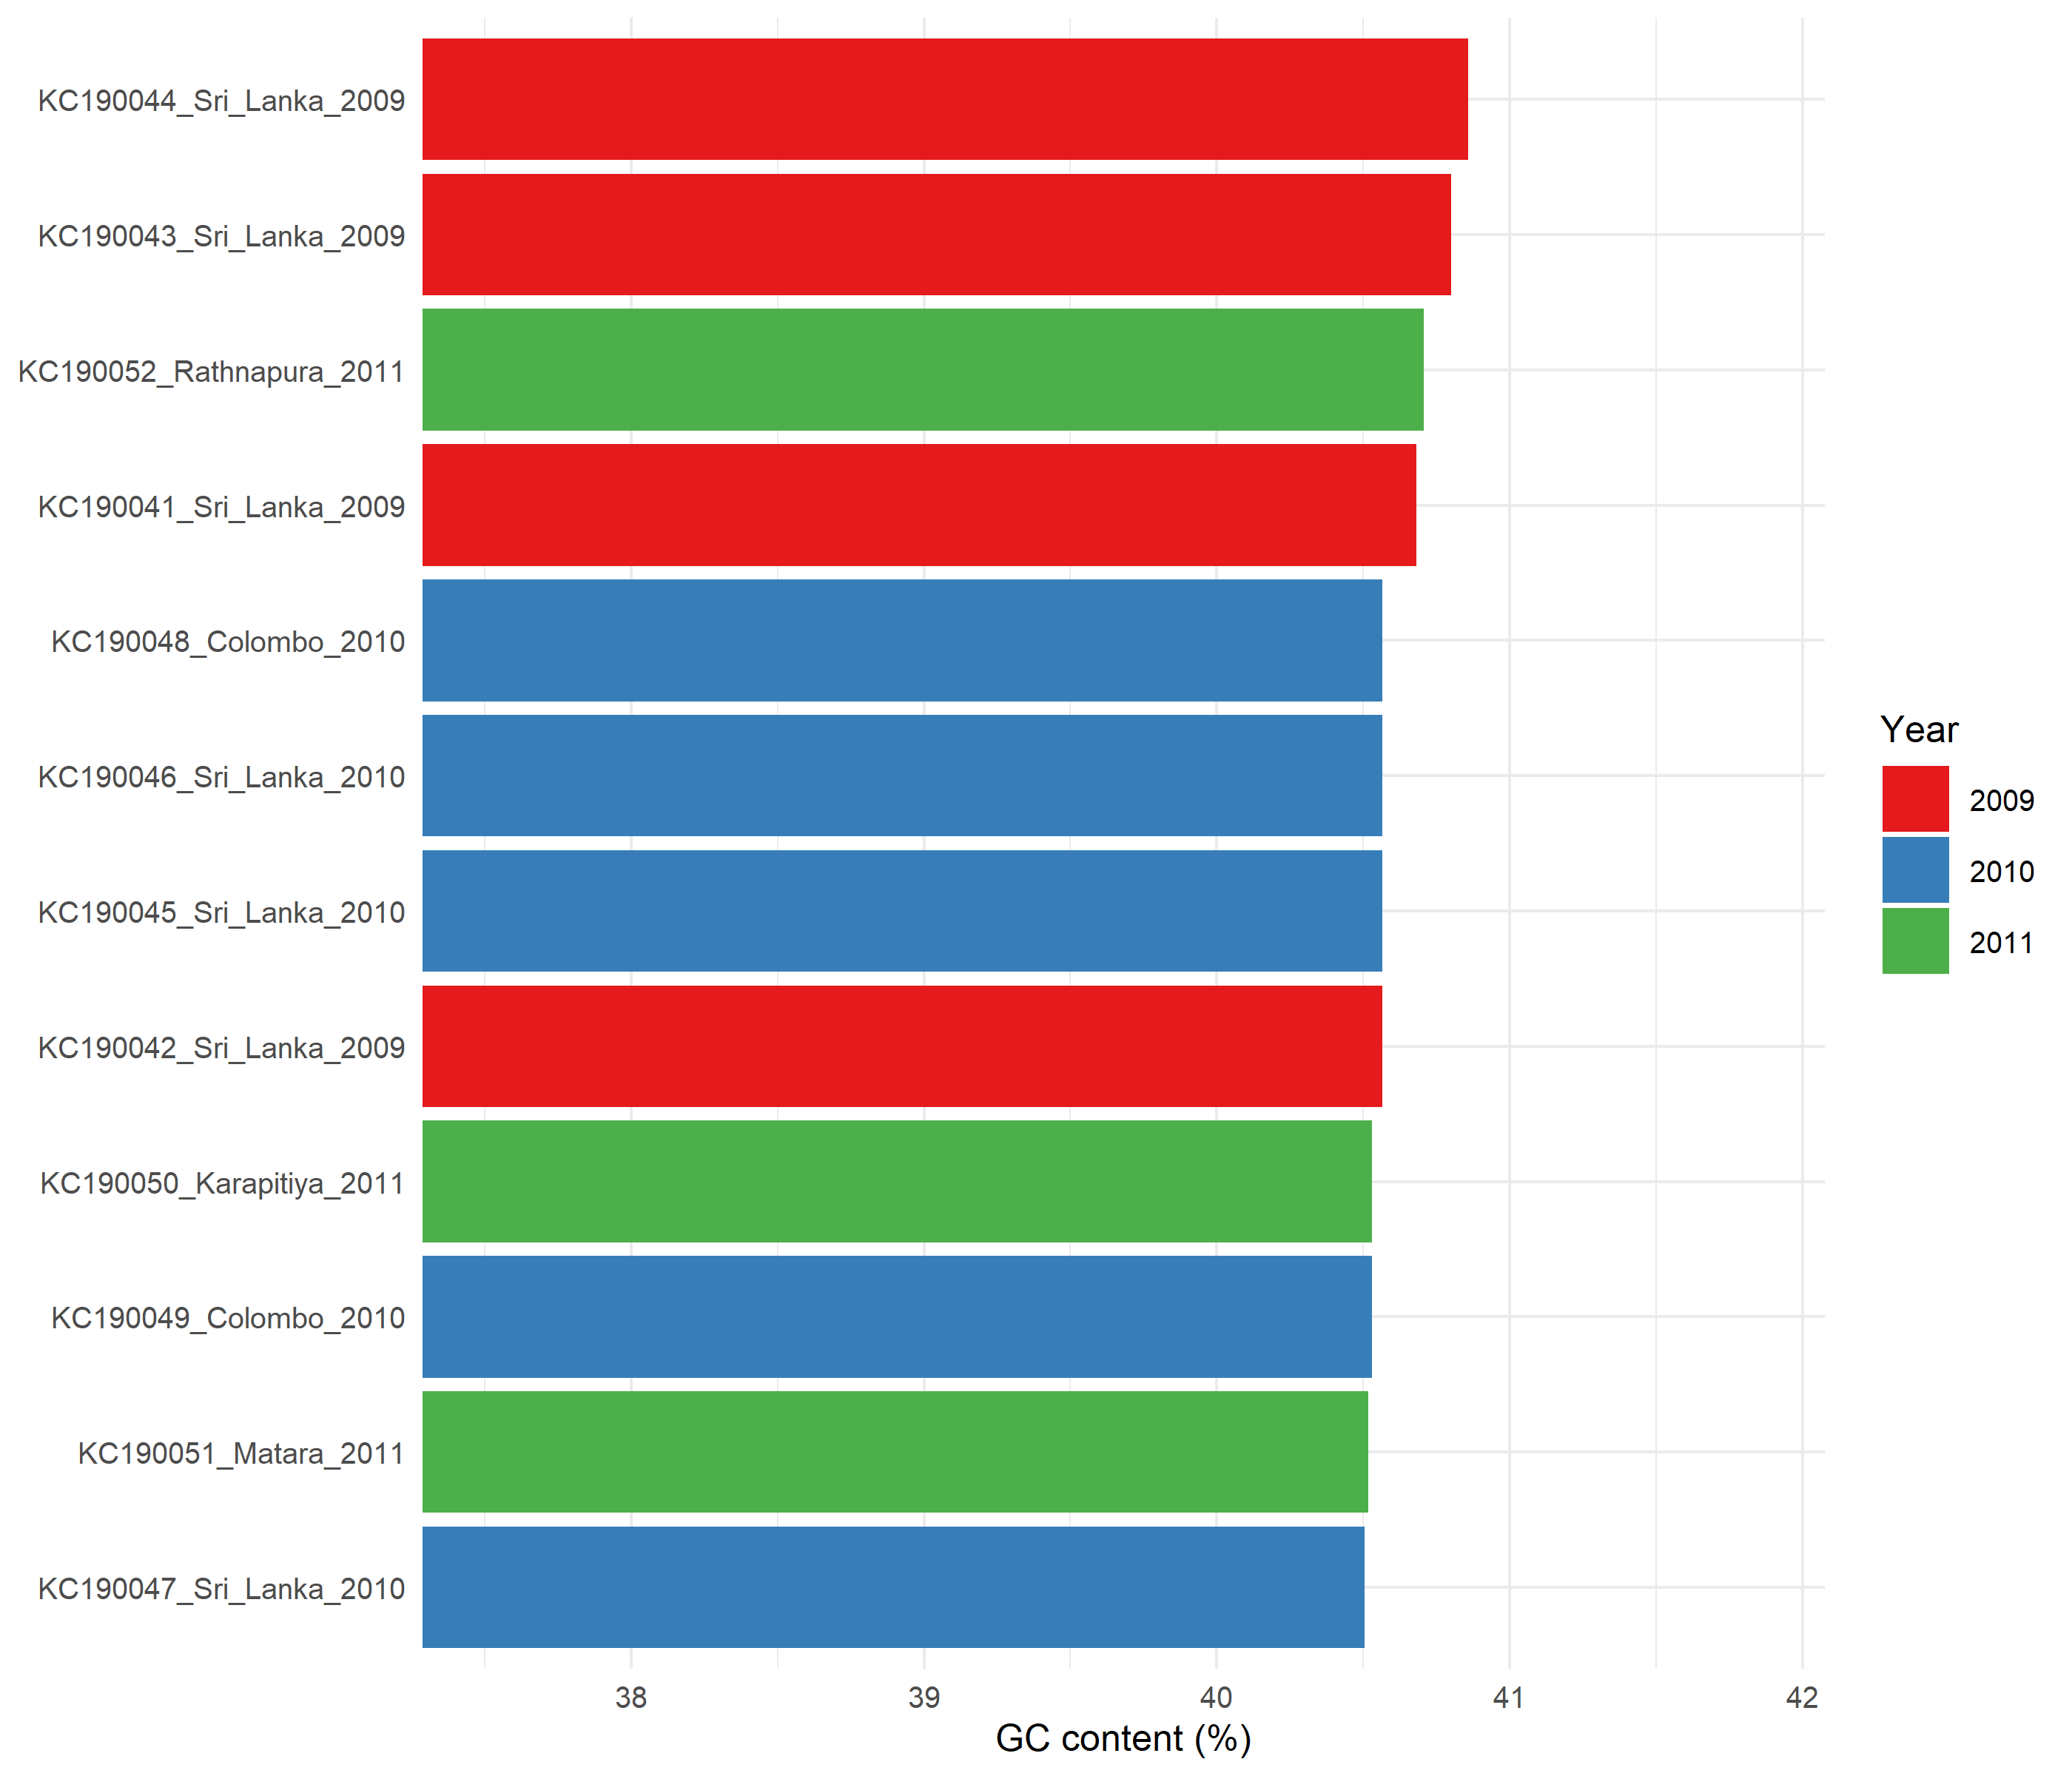 KC190044_Sri_Lanka_2009
KC190043_Sri_Lanka_2009
KC190052_Rathnapura_2011
KC190041_Sri_Lanka_2009
KC190048_Colombo_2010
KC190046_Sri_Lanka_2010
KC190045_Sri_Lanka_2010
KC190042_Sri_Lanka_2009
KC190050_Karapitiya_2011
KC190049_Colombo_2010
KC190051_Matara_2011
KC190047_Sri_Lanka_2010
38 39 40 41 42
GC content (%)
Year
2009
2010
2011